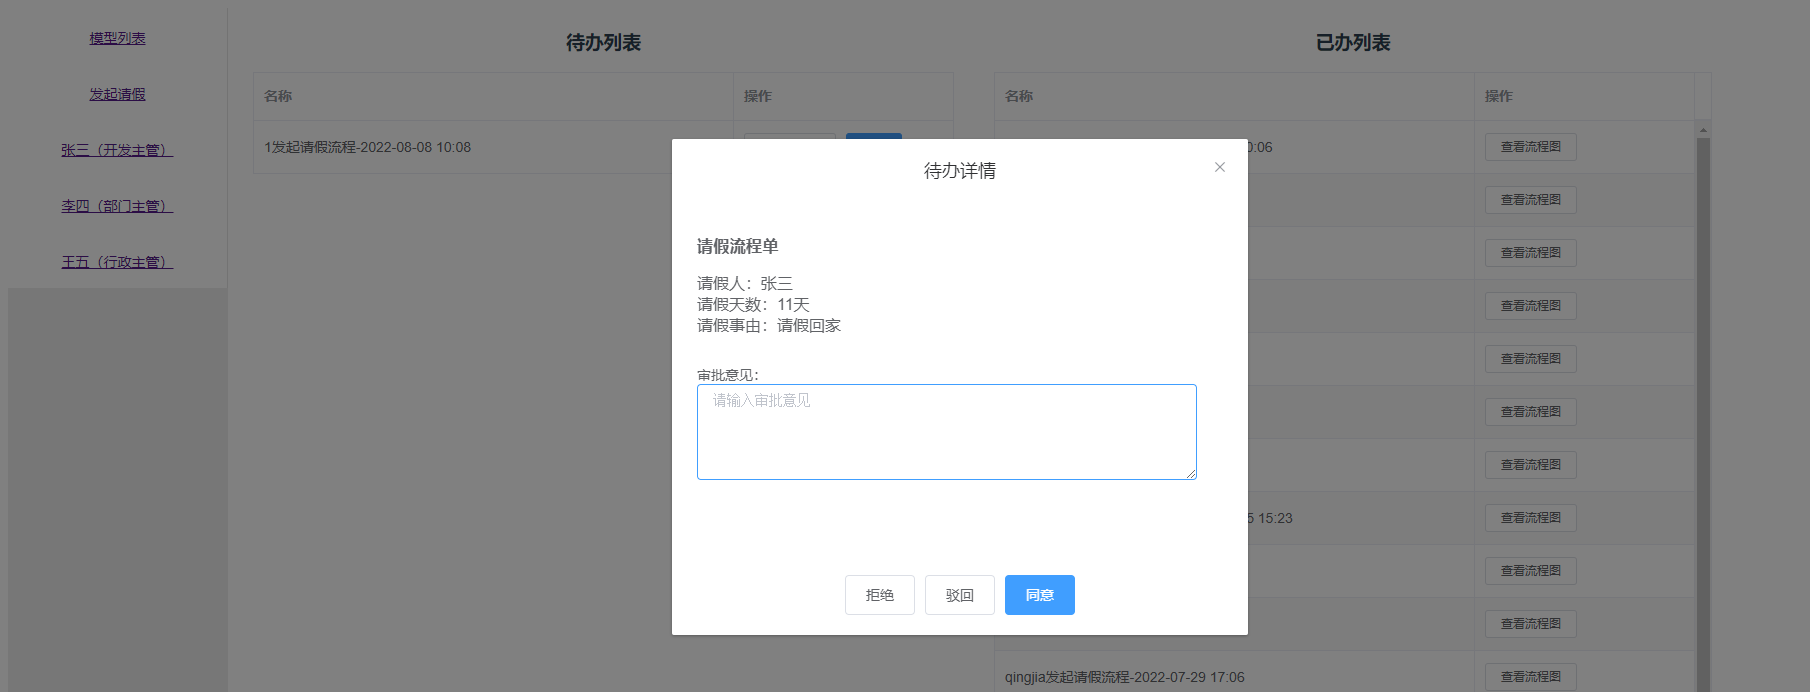 模型列表
发起请假
张三（开发主管）
李四（部门主管）
王五（行政主管）
待办列表
名称
操作
1发起请假流程-2022-08-08 10:08
已办列表
名称
操作
0:06
查看流程图
查看流程图
查看流程图
查看流程图
查看流程图
查看流程图
查看流程图
5 15:23
查看流程图
查看流程图
查看流程图
qingjia发起请假流程-2022-07-29 17:06
查看流程图
待办详情
请假流程单
请假人：张三
请假天数：11天
请假事由：请假回家
审批意见：
请输入审批意见
拒绝
驳回
同意